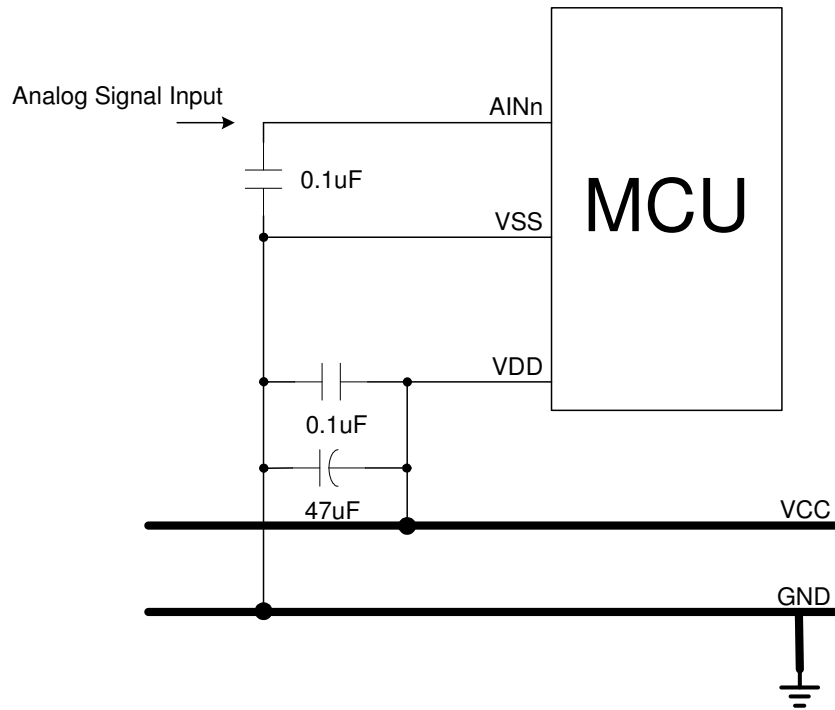 Analog Signal Input
AINn
0.1uF
MCU
VSS
VDD
0.1uF
47uF
VCC
GND